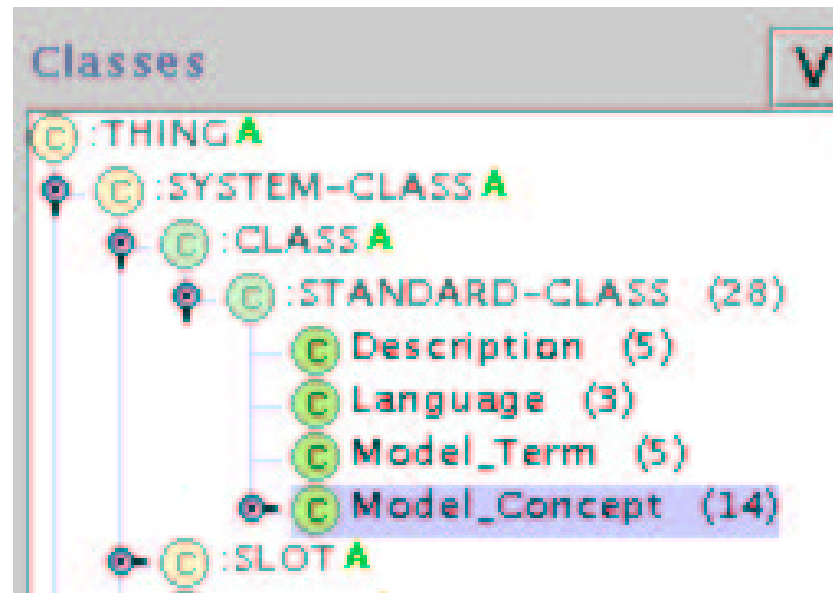 Classes V
C :THING A
C :SYSTEM-CLASS A
C :CLASS A
C :STANDARD-CLASS (28)
C Description (5)
C Language (3)
C Model_Term (5)
C Model_Concept (14)
C :SLOT A